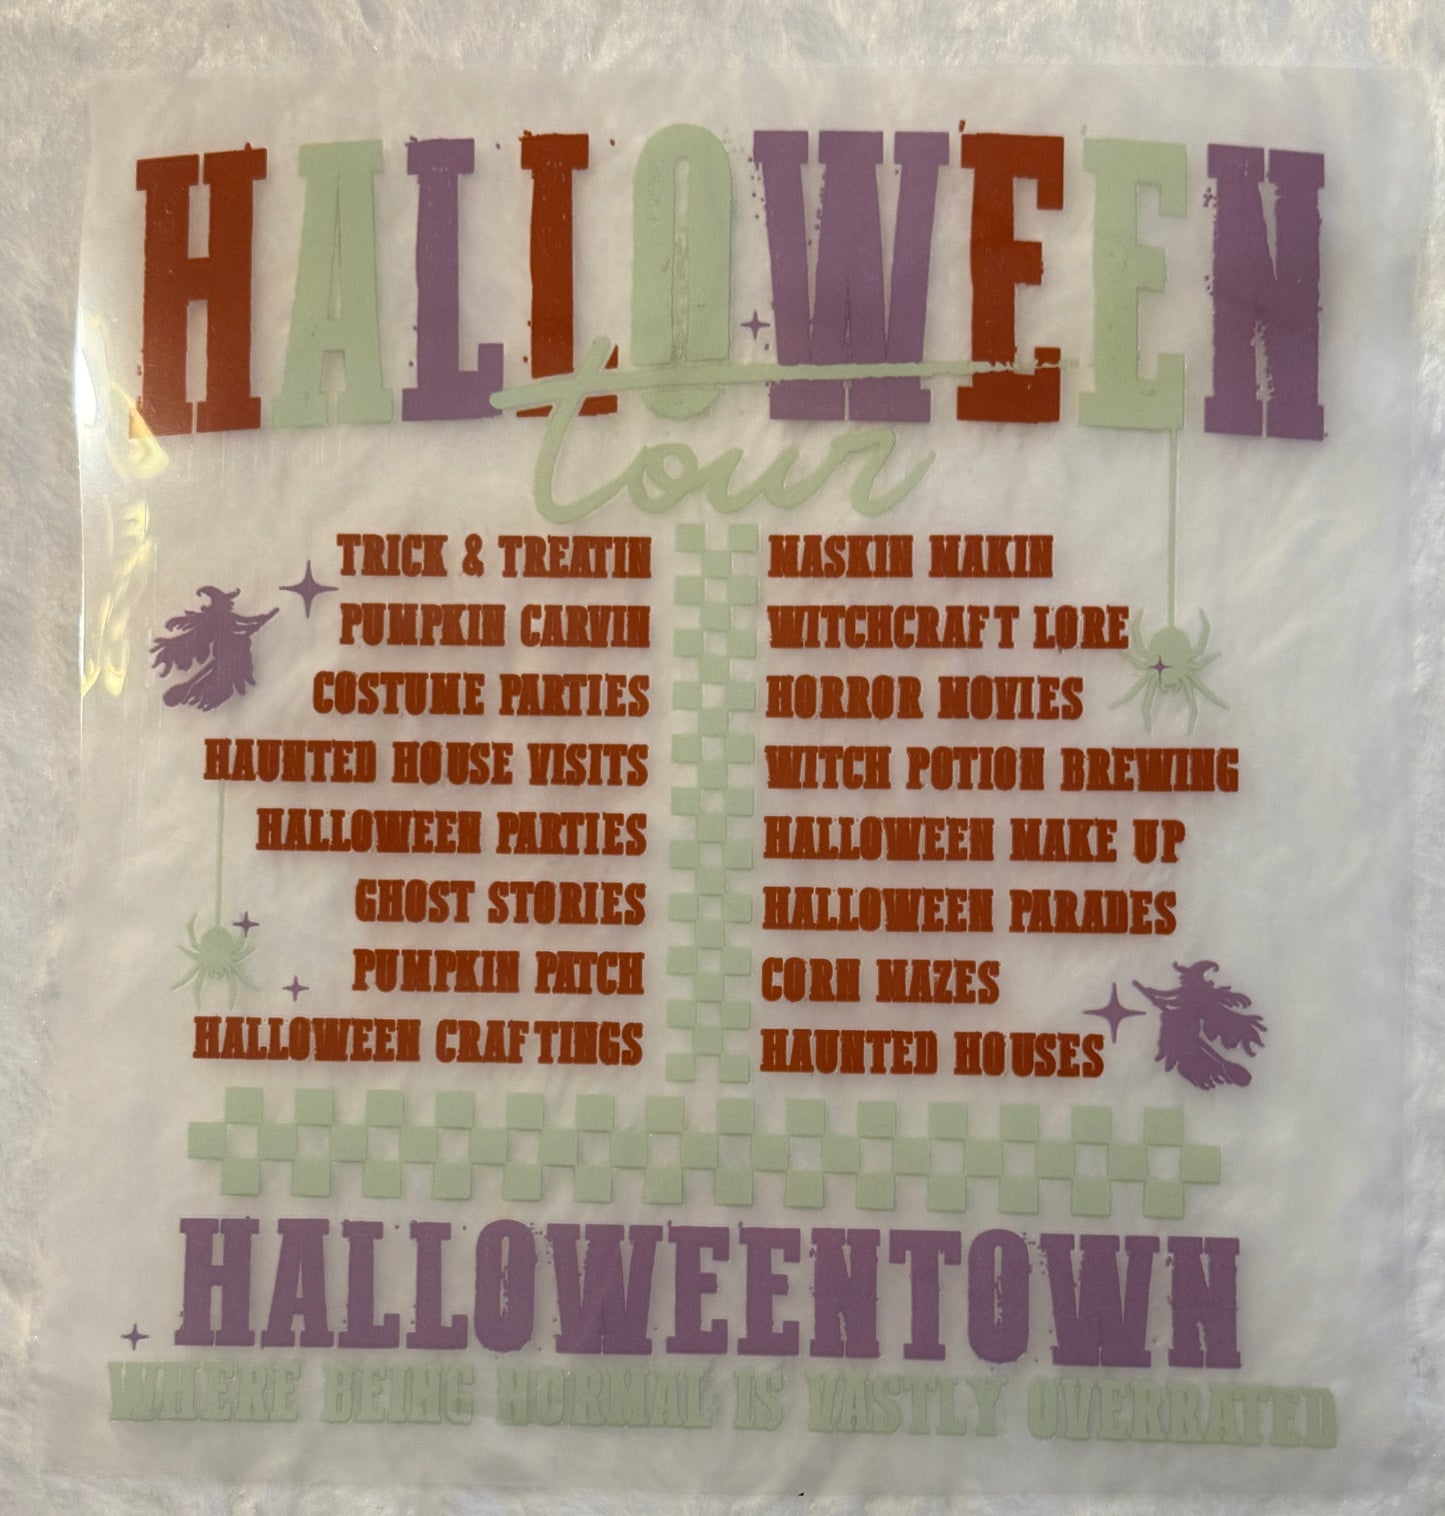 HALLOWEEN
tour
TRICK & TREATIN
PUMPKIN CARVIN
COSTUME PARTIES
HAUNTED HOUSE VISITS
HALLOWEEN PARTIES
GHOST STORIES
PUMPKIN PATCH
HALLOWEEN CRAFTINGS
MASKIN MAKIN
WITCHCRAFT LORE
HORROR MOVIES
WITCH POTION BREWING
HALLOWEEN MAKE UP
HALLOWEEN PARADES
CORN MAZES
HAUNTED HOUSES
HALLOWEENTOWN
WHERE BEING NORMAL IS VASTLY OVERRATED